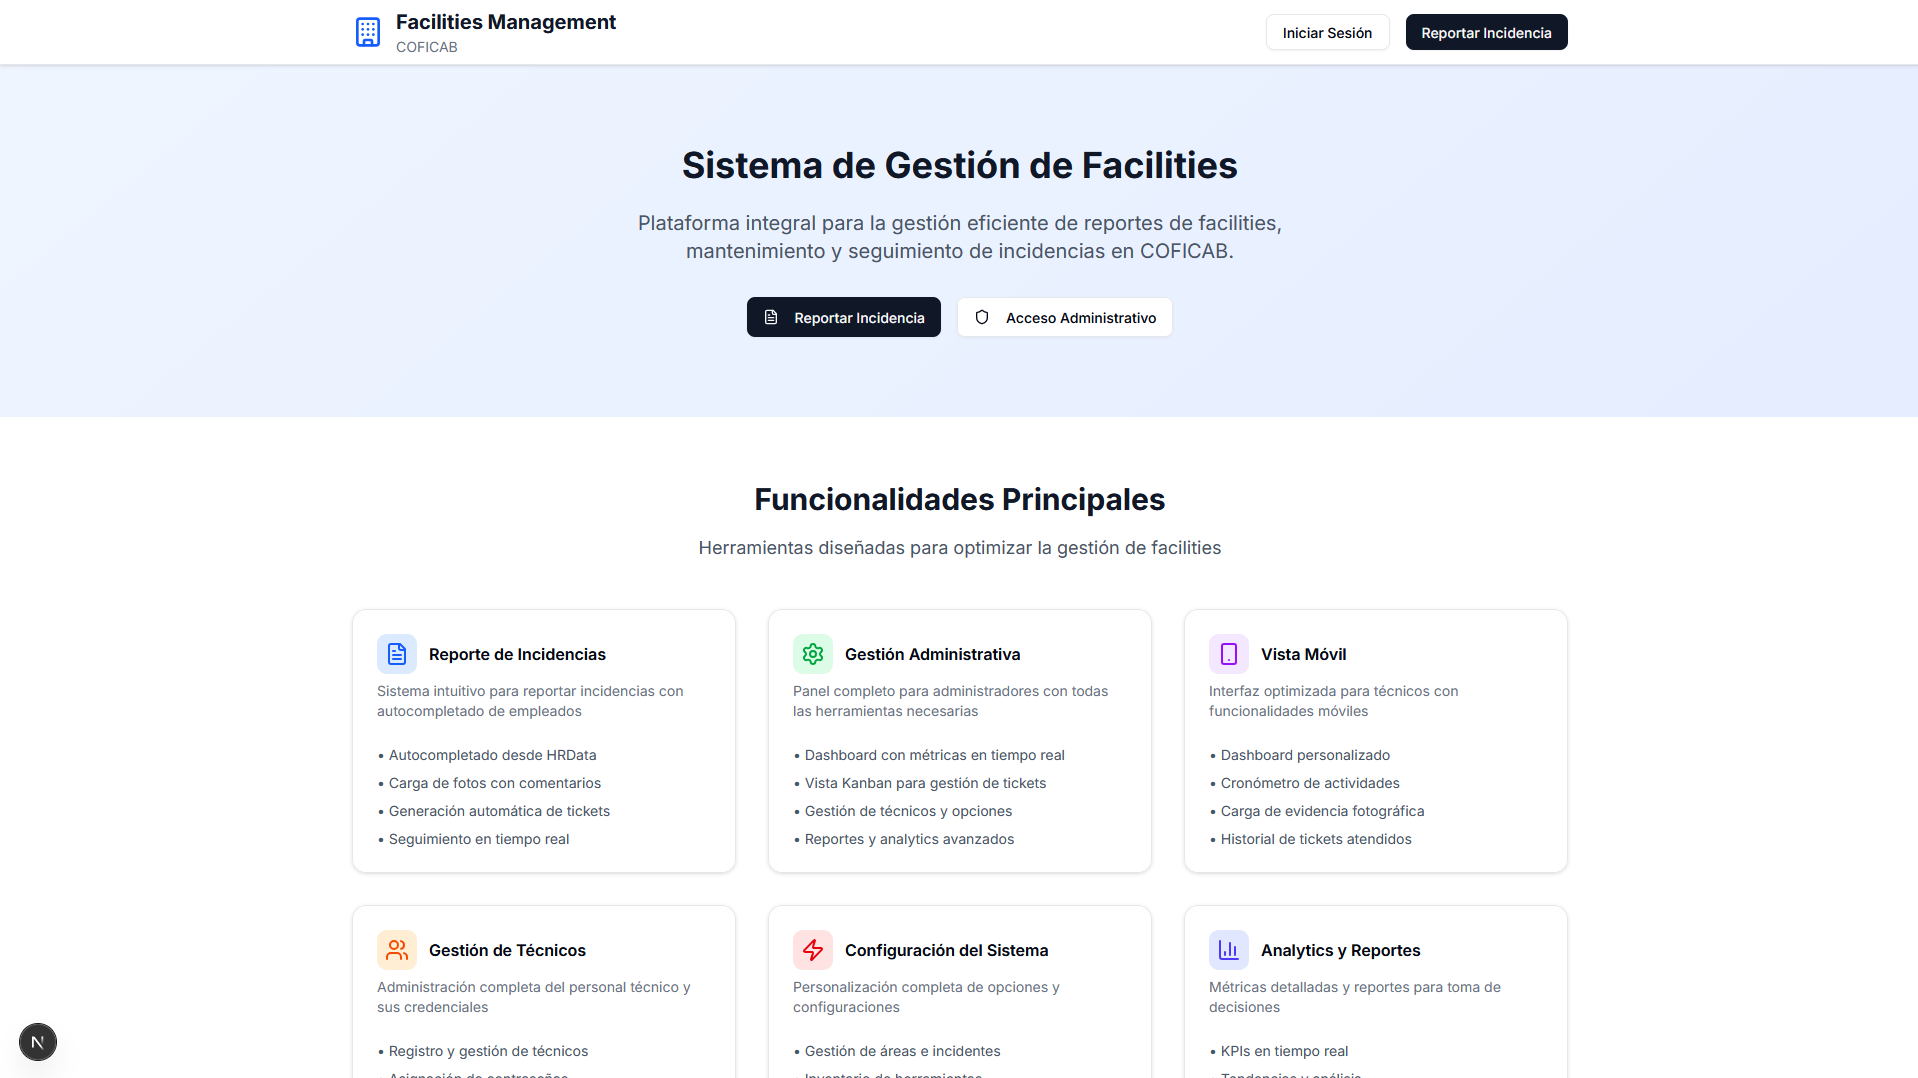 Facilities Management
COFICAB
Iniciar Sesión
Reportar Incidencia
Sistema de Gestión de Facilities
Plataforma integral para la gestión eficiente de reportes de facilities,
mantenimiento y seguimiento de incidencias en COFICAB.
Reportar Incidencia
Acceso Administrativo
Funcionalidades Principales
Herramientas diseñadas para optimizar la gestión de facilities
Reporte de Incidencias
Sistema intuitivo para reportar incidencias con
autocompletado de empleados
• Autocompletado desde HRData
• Carga de fotos con comentarios
• Generación automática de tickets
• Seguimiento en tiempo real
Gestión Administrativa
Panel completo para administradores con todas
las herramientas necesarias
• Dashboard con métricas en tiempo real
• Vista Kanban para gestión de tickets
• Gestión de técnicos y opciones
• Reportes y analytics avanzados
Vista Móvil
Interfaz optimizada para técnicos con
funcionalidades móviles
• Dashboard personalizado
• Cronómetro de actividades
• Carga de evidencia fotográfica
• Historial de tickets atendidos
Gestión de Técnicos
Administración completa del personal técnico y
sus credenciales
• Registro y gestión de técnicos
• Asignación de contraseñas
Configuración del Sistema
Personalización completa de opciones y
configuraciones
• Gestión de áreas e incidentes
• Inventario de herramientas
Analytics y Reportes
Métricas detalladas y reportes para toma de
decisiones
• KPIs en tiempo real
• Tendencias y análisis
N